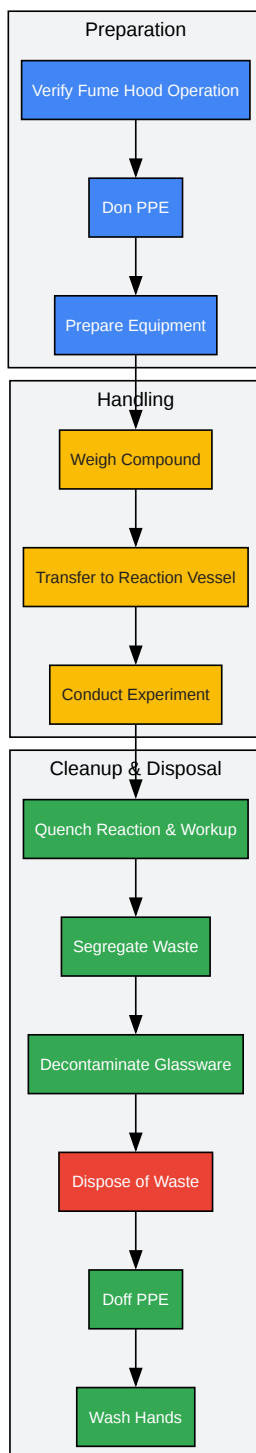 Preparation
Verify Fume Hood Operation
Don PPE
Prepare Equipment
Handling
Weigh Compound
Transfer to Reaction Vessel
Conduct Experiment
Cleanup & Disposal
Quench Reaction & Workup
Segregate Waste
Decontaminate Glassware
Dispose of Waste
Doff PPE
Wash Hands